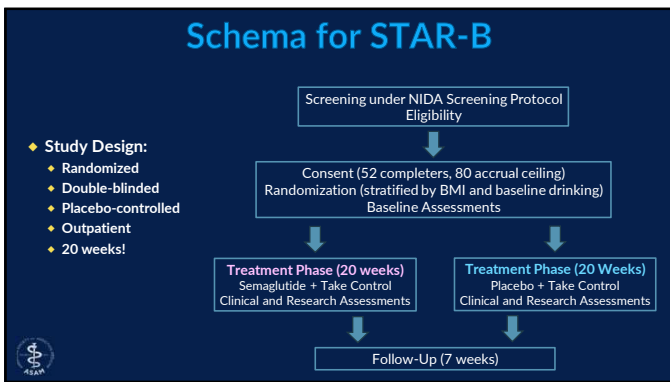 Schema for STAR-B
Study Design:
Randomized
Double-blinded
Placebo-controlled
Outpatient
20 weeks!
Screening under NIDA Screening Protocol
Eligibility
Consent (52 completers, 80 accrual ceiling)
Randomization (stratified by BMI and baseline drinking)
Baseline Assessments
Treatment Phase (20 weeks)
Semaglutide + Take Control
Clinical and Research Assessments
Treatment Phase (20 Weeks)
Placebo + Take Control
Clinical and Research Assessments
Follow-Up (7 weeks)
ASAM